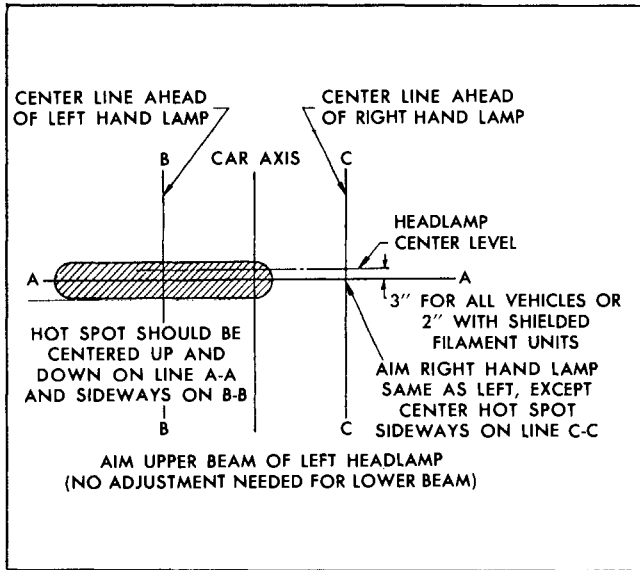 CENTER LINE AHEAD
OF LEFT HAND LAMP
CENTER LINE AHEAD
OF RIGHT HAND LAMP
B
CAR AXIS
C
HEADLAMP
CENTER LEVEL
A
A
3" FOR ALL VEHICLES OR
2" WITH SHIELDED
FILAMENT UNITS
HOT SPOT SHOULD BE
CENTERED UP AND
DOWN ON LINE A-A
AND SIDEWAYS ON B-B
AIM RIGHT HAND LAMP
SAME AS LEFT, EXCEPT
CENTER HOT SPOT
SIDEWAYS ON LINE C-C
B
C
AIM UPPER BEAM OF LEFT HEADLAMP
(NO ADJUSTMENT NEEDED FOR LOWER BEAM)